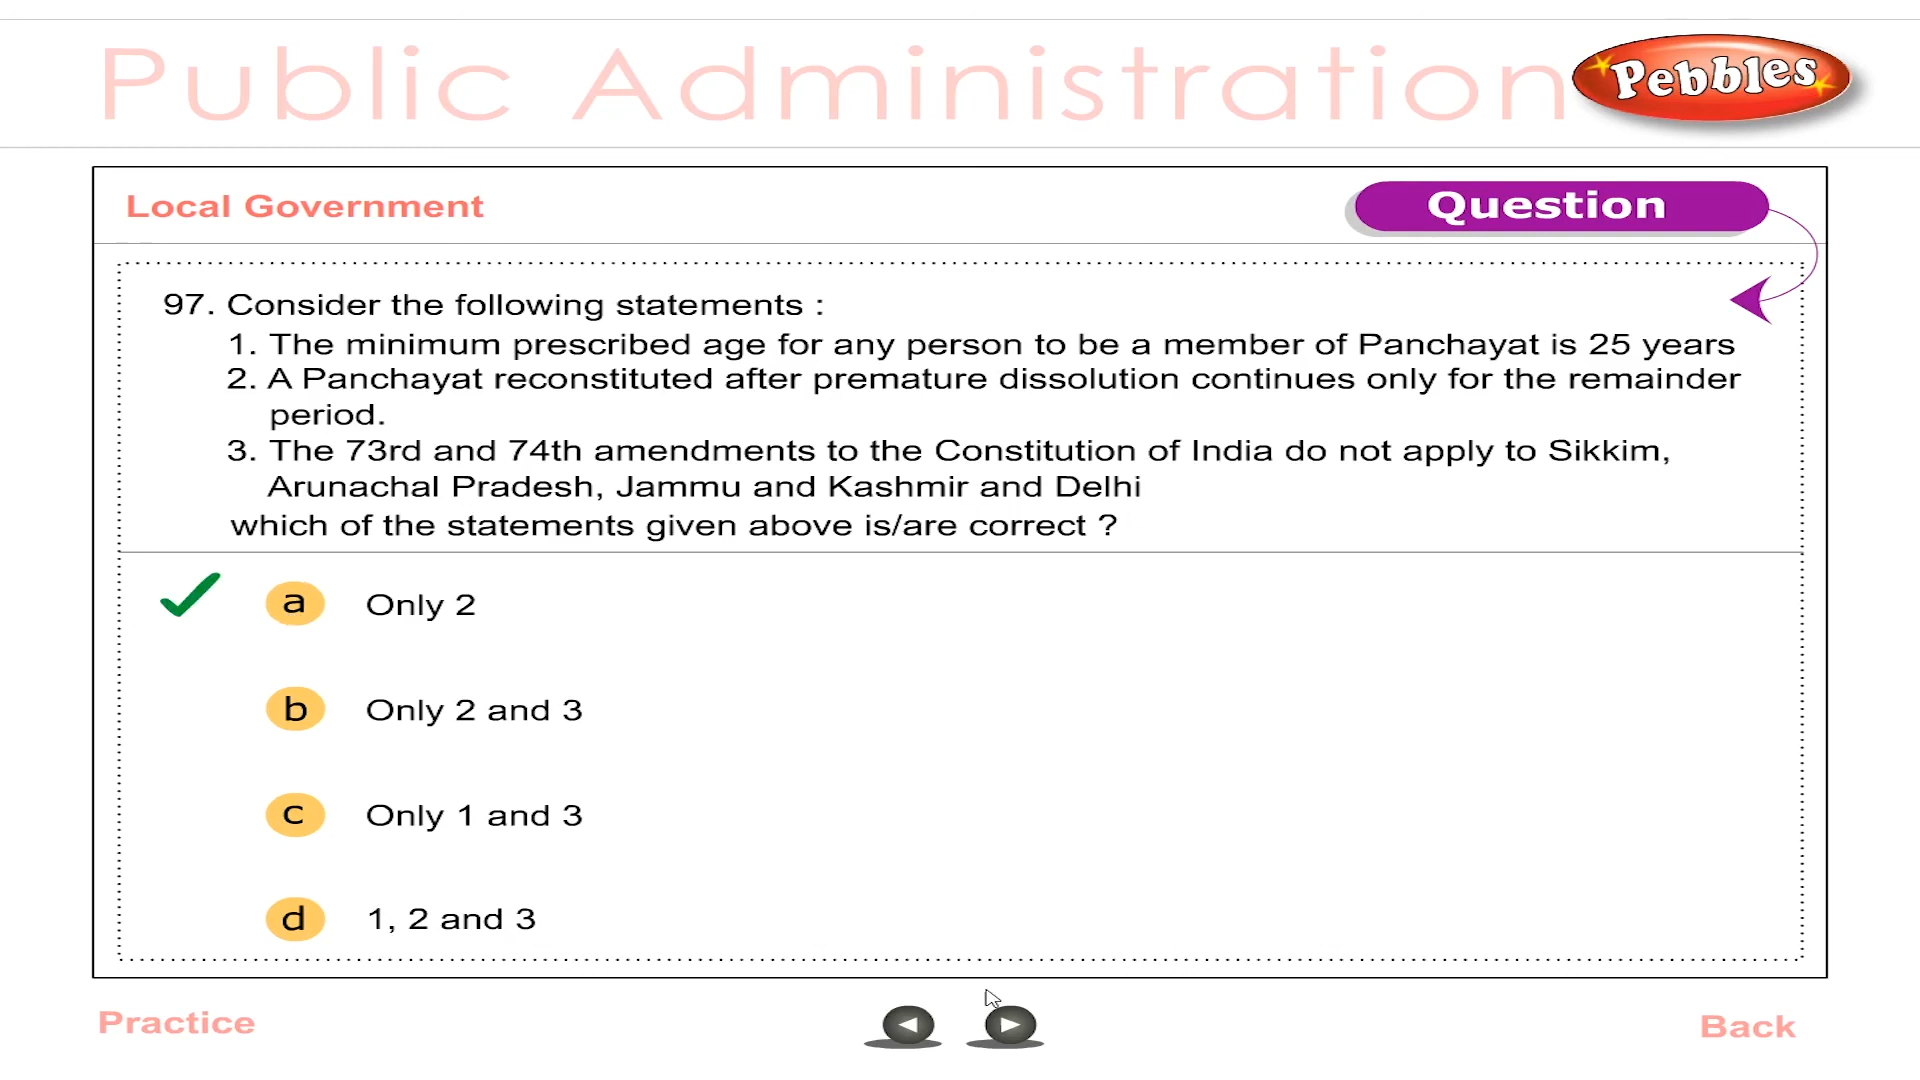 Public Administration
Pebbles
Local Government
Question
97. Consider the following statements :
1. The minimum prescribed age for any person to be a member of Panchayat is 25 years
2. A Panchayat reconstituted after premature dissolution continues only for the remainder
period.
3. The 73rd and 74th amendments to the Constitution of India do not apply to Sikkim,
Arunachal Pradesh, Jammu and Kashmir and Delhi
which of the statements given above is/are correct ?
a Only 2
b Only 2 and 3
c Only 1 and 3
d 1, 2 and 3
Practice
Back